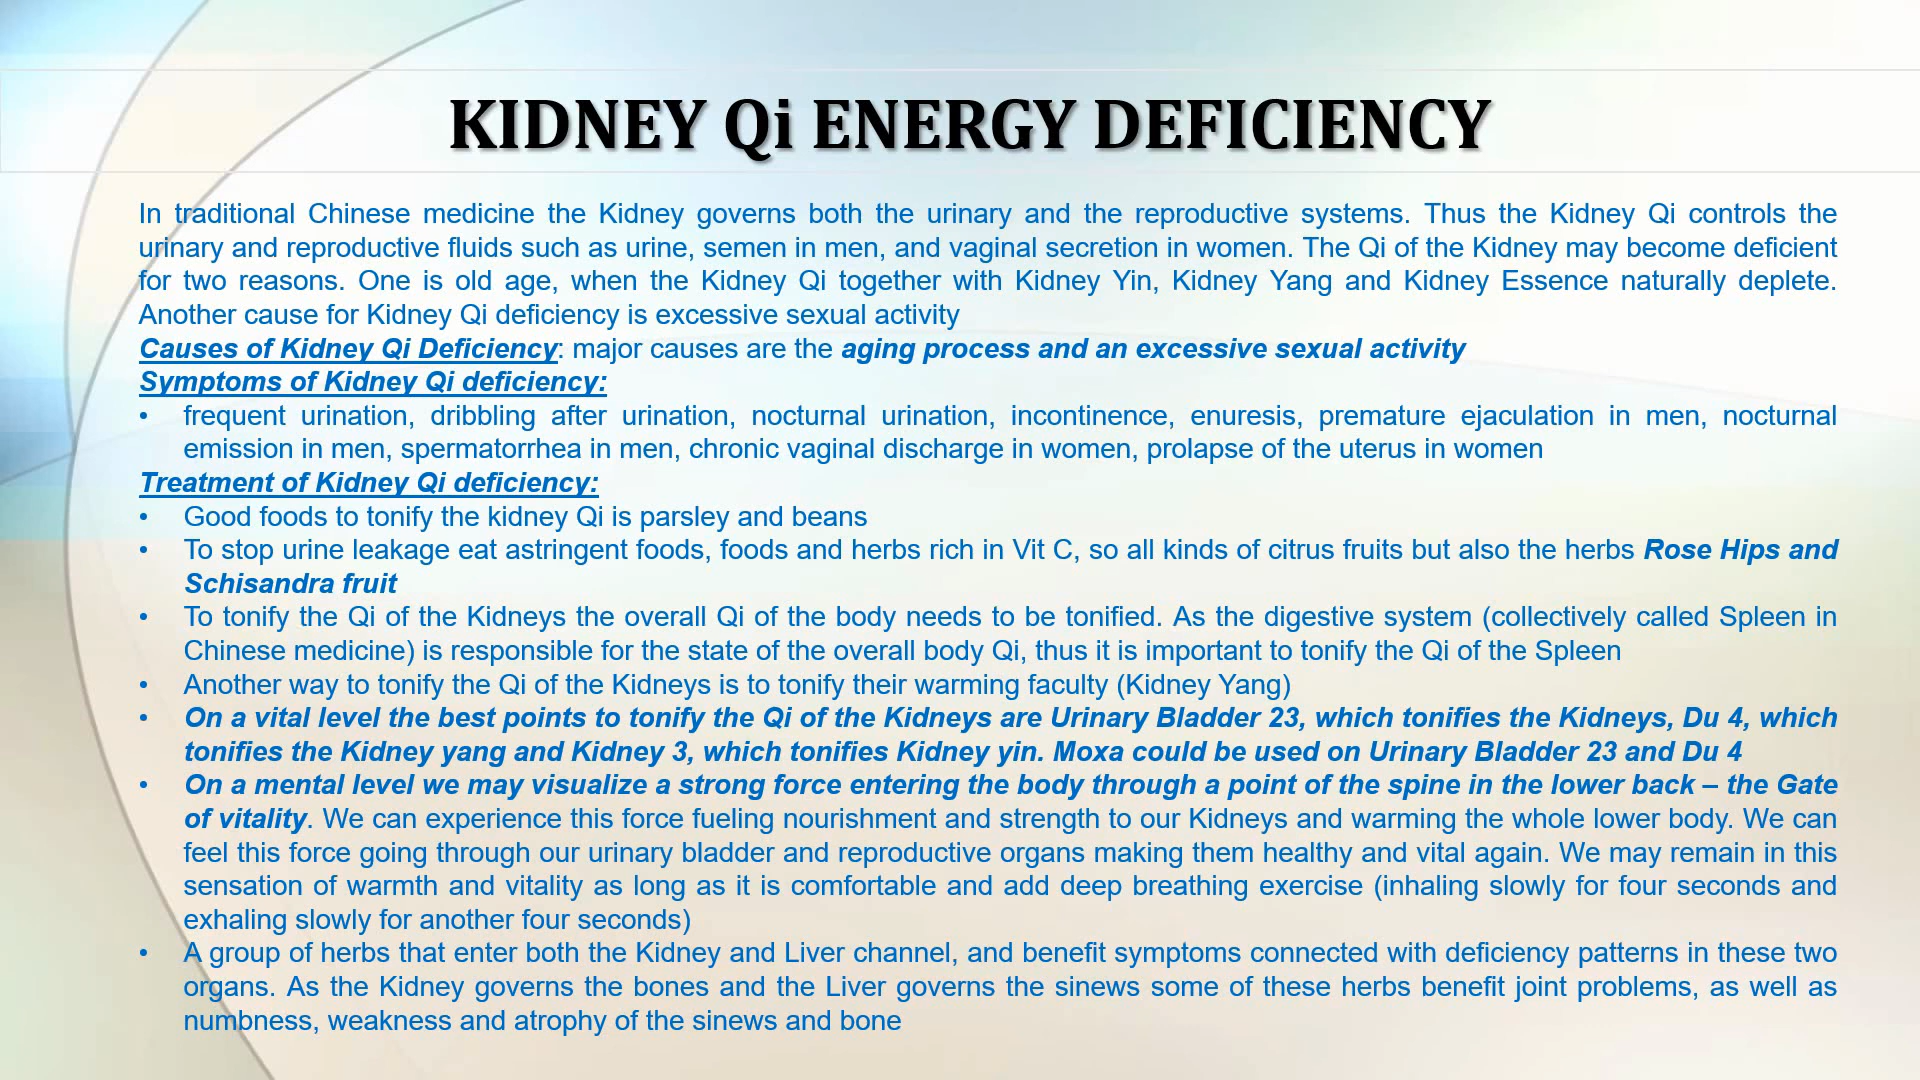 KIDNEY Qi ENERGY DEFICIENCY
In traditional Chinese medicine the Kidney governs both the urinary and the reproductive systems. Thus the Kidney Qi controls the
urinary and reproductive fluids such as urine, semen in men, and vaginal secretion in women. The Qi of the Kidney may become deficient
for two reasons. One is old age, when the Kidney Qi together with Kidney Yin, Kidney Yang and Kidney Essence naturally deplete.
Another cause for Kidney Qi deficiency is excessive sexual activity
Causes of Kidney Qi Deficiency: major causes are the aging process and an excessive sexual activity
Symptoms of Kidney Qi deficiency:
• frequent urination, dribbling after urination, nocturnal urination, incontinence, enuresis, premature ejaculation in men, nocturnal
emission in men, spermatorrhea in men, chronic vaginal discharge in women, prolapse of the uterus in women
Treatment of Kidney Qi deficiency:
• Good foods to tonify the kidney Qi is parsley and beans
• To stop urine leakage eat astringent foods, foods and herbs rich in Vit C, so all kinds of citrus fruits but also the herbs Rose Hips and
Schisandra fruit
• To tonify the Qi of the Kidneys the overall Qi of the body needs to be tonified. As the digestive system (collectively called Spleen in
Chinese medicine) is responsible for the state of the overall body Qi, thus it is important to tonify the Qi of the Spleen
• Another way to tonify the Qi of the Kidneys is to tonify their warming faculty (Kidney Yang)
• On a vital level the best points to tonify the Qi of the Kidneys are Urinary Bladder 23, which tonifies the Kidneys, Du 4, which
tonifies the Kidney yang and Kidney 3, which tonifies Kidney yin. Moxa could be used on Urinary Bladder 23 and Du 4
• On a mental level we may visualize a strong force entering the body through a point of the spine in the lower back – the Gate
of vitality. We can experience this force fueling nourishment and strength to our Kidneys and warming the whole lower body. We can
feel this force going through our urinary bladder and reproductive organs making them healthy and vital again. We may remain in this
sensation of warmth and vitality as long as it is comfortable and add deep breathing exercise (inhaling slowly for four seconds and
exhaling slowly for another four seconds)
• A group of herbs that enter both the Kidney and Liver channel, and benefit symptoms connected with deficiency patterns in these two
organs. As the Kidney governs the bones and the Liver governs the sinews some of these herbs benefit joint problems, as well as
numbness, weakness and atrophy of the sinews and bone